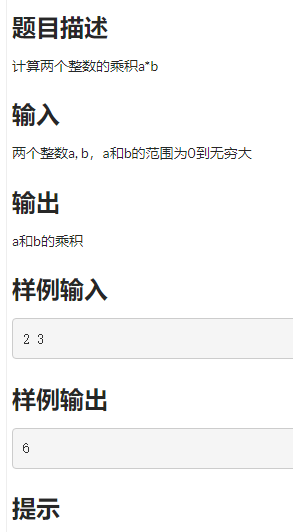 题目描述
计算两个整数的乘积a*b
输入
两个整数a,b，a和b的范围为0到无穷大
输出
a和b的乘积
样例输入
2 3
样例输出
6
提示